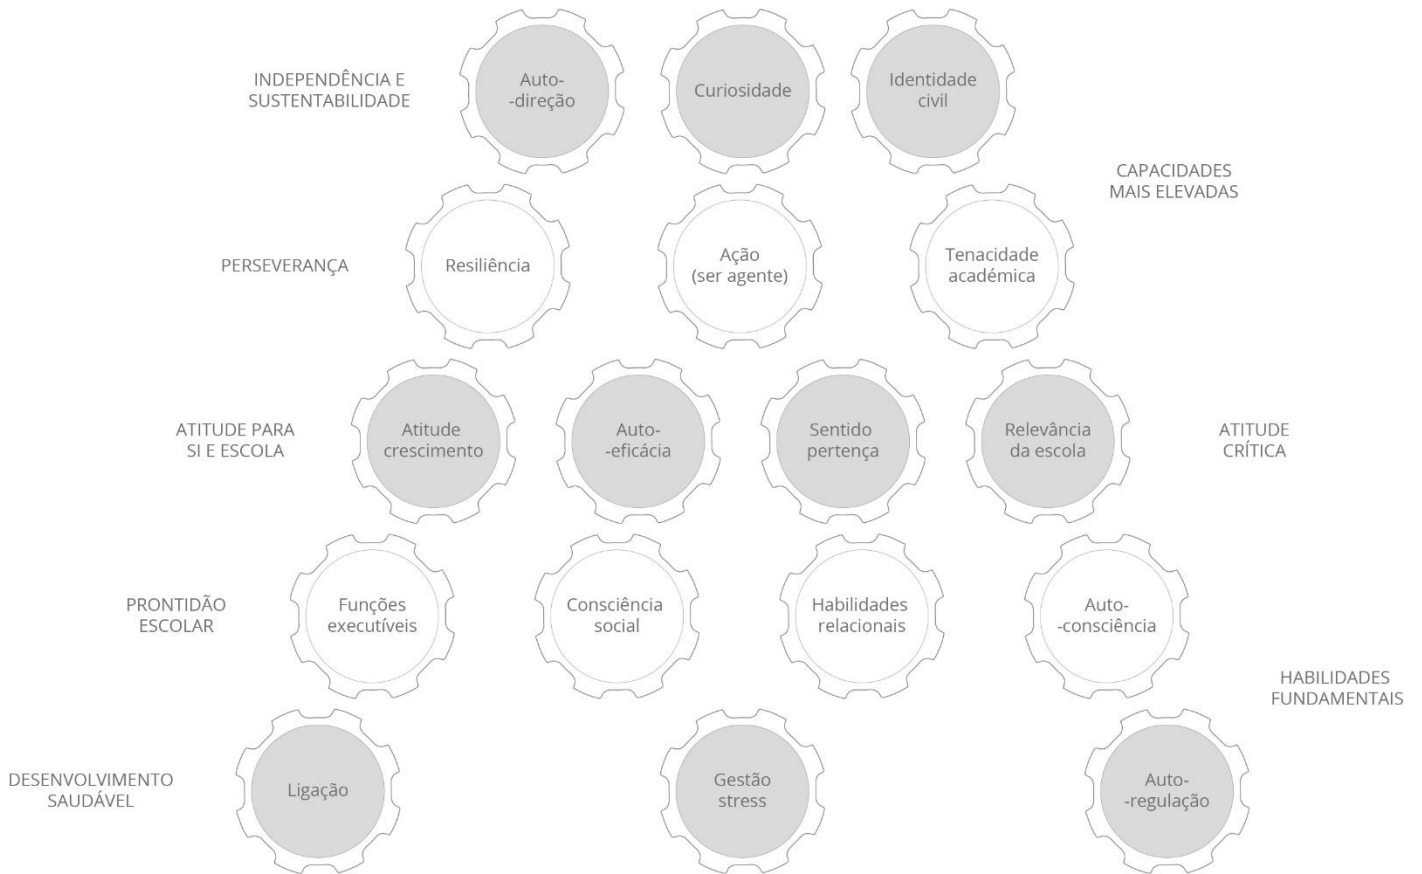 INDEPENDÊNCIA E
SUSTENTABILIDADE
Auto-
-direção
Curiosidade
Identidade
civil
CAPACIDADES
MAIS ELEVADAS
PERSEVERANÇA
Resiliência
Ação
(ser agente)
Tenacidade
académica
ATITUDE PARA
SI E ESCOLA
Atitude
crescimento
Auto-
-eficácia
Sentido
pertença
Relevância
da escola
ATITUDE
CRÍTICA
PRONTIDÃO
ESCOLAR
Funções
executíveis
Consciência
social
Habilidades
relacionais
Auto-
-consciência
HABILIDADES
FUNDAMENTAIS
DESENVOLVIMENTO
SAUDÁVEL
Ligação
Gestão
stress
Auto-
-regulação